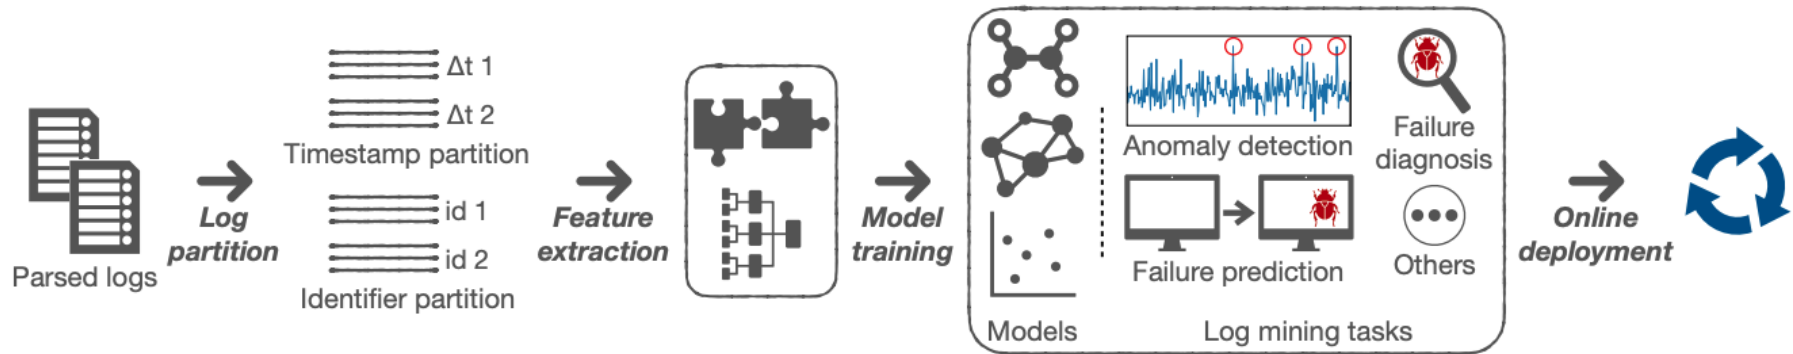 Parsed logs
Log
partition
Δt 1
Δt 2
Timestamp partition
id 1
id 2
Identifier partition
Feature
extraction
Model
training
Models
Anomaly detection
Failure
diagnosis
Failure prediction
Others
Log mining tasks
Online
deployment